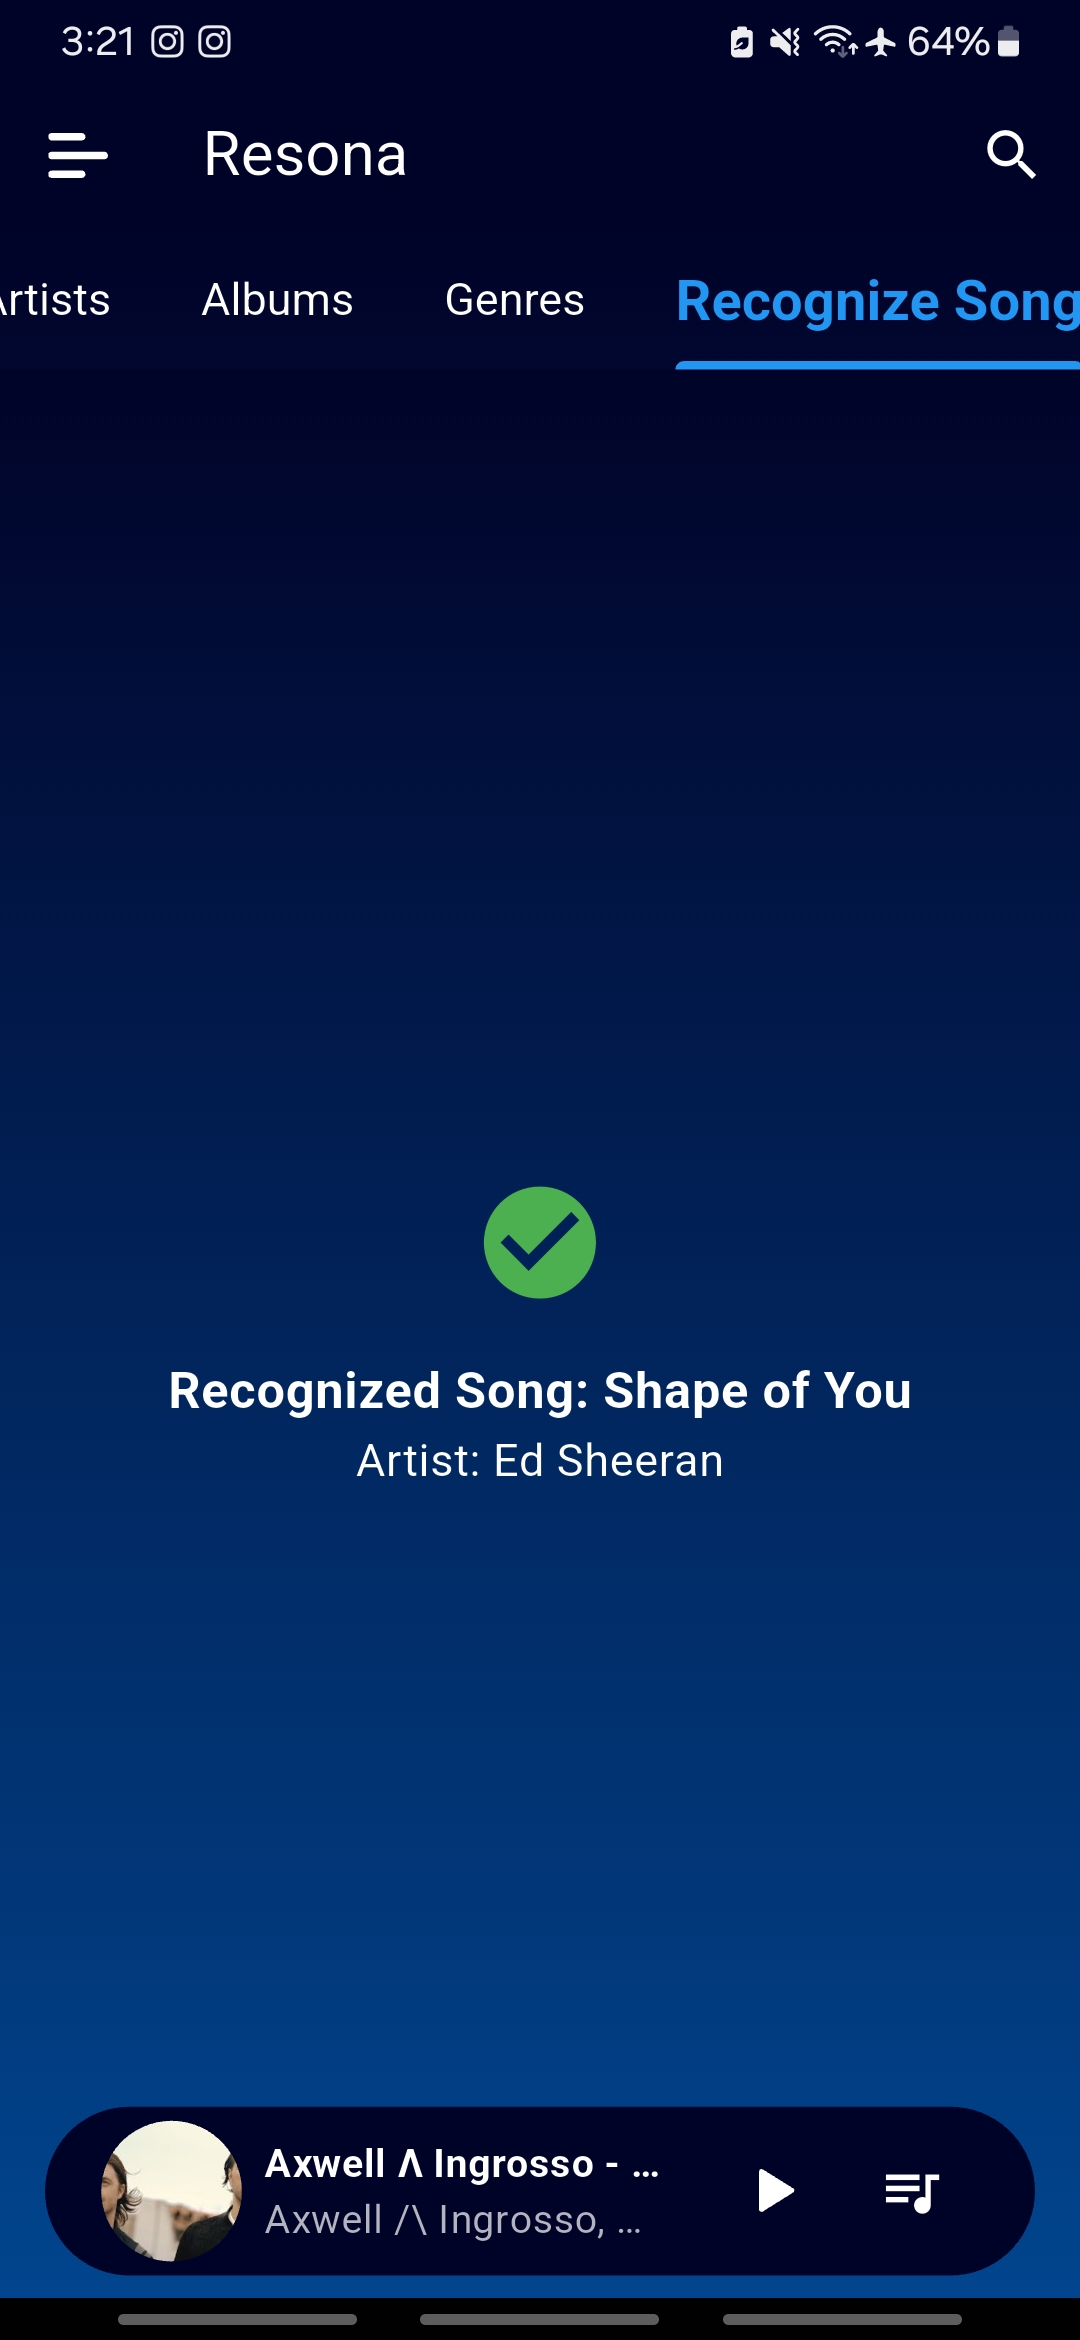 3:21 64%
Resona
Artists Albums Genres Recognize Song
Recognized Song: Shape of You
Artist: Ed Sheeran
Axwell Λ Ingrosso - ...
Axwell /\ Ingrosso, ...